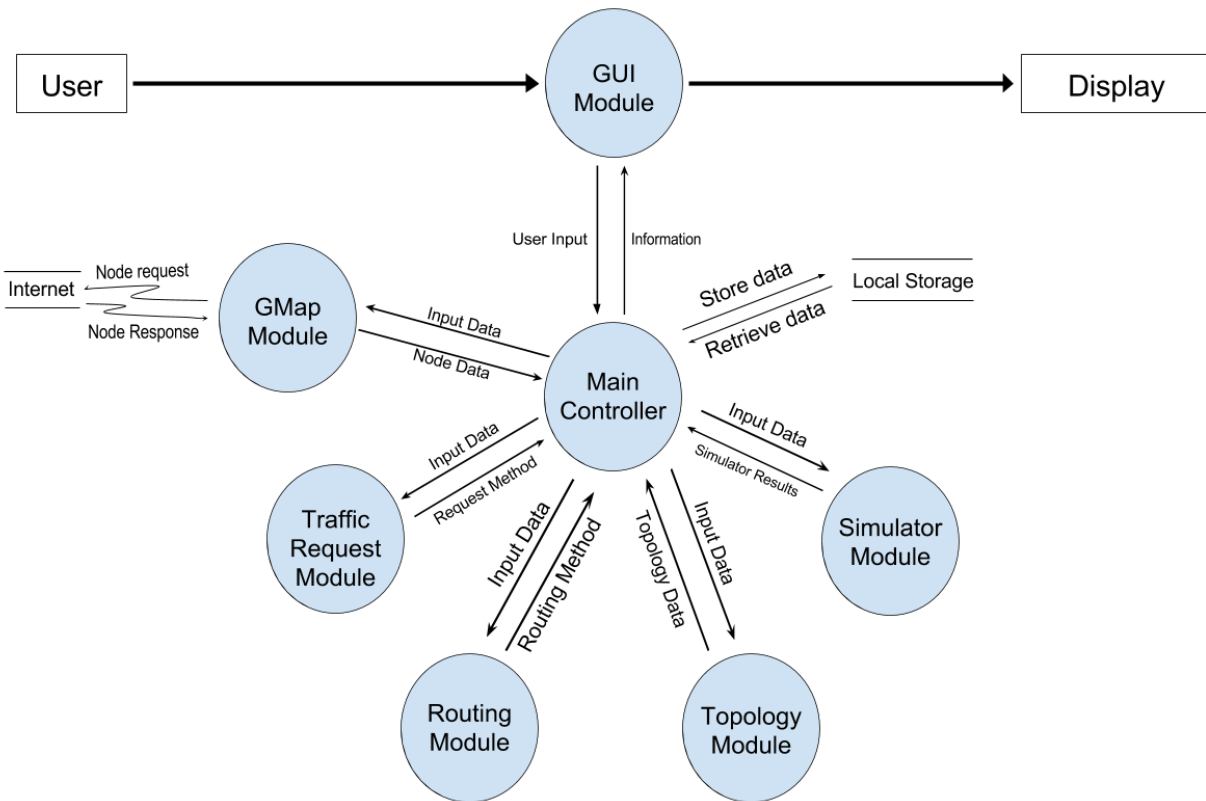 User
GUI
Module
Display
User Input
Information
Node request
Internet
Node Response
GMap
Module
Input Data
Node Data
Store data
Retrieve data
Local Storage
Main
Controller
Input Data
Request Method
Traffic
Request
Module
Input Data
Routing Method
Routing
Module
Topology Data
Input Data
Topology
Module
Input Data
Simulator Results
Simulator
Module